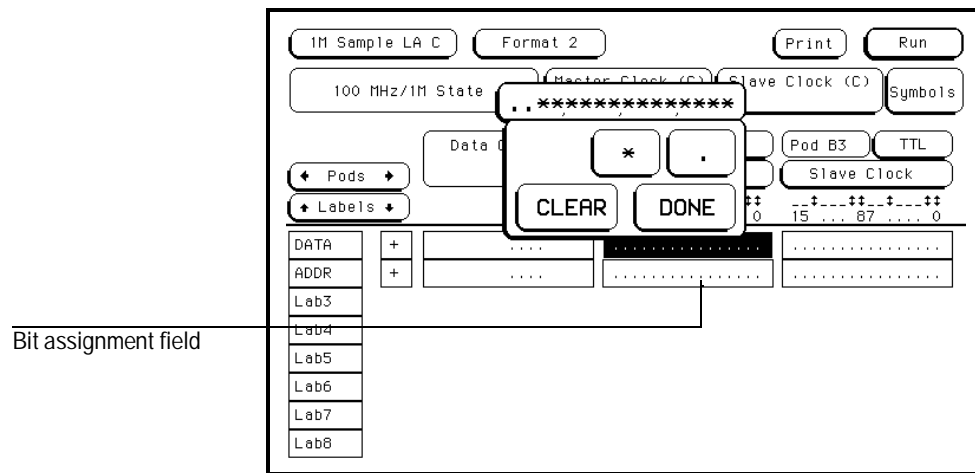 1M Sample LA C Format 2 Print Run
100 MHz/1M State Master Clock (C) Slave Clock (C) Symbols
..**************
Data
* .
Pod B3 TTL
← Pods → Slave Clock
CLEAR DONE
↑ Labels ↓ 0 15 ... 87 .... 0
DATA + .... ................ ................
ADDR + .... ................ ................
Lab3
Lab4
Bit assignment field
Lab5
Lab6
Lab7
Lab8